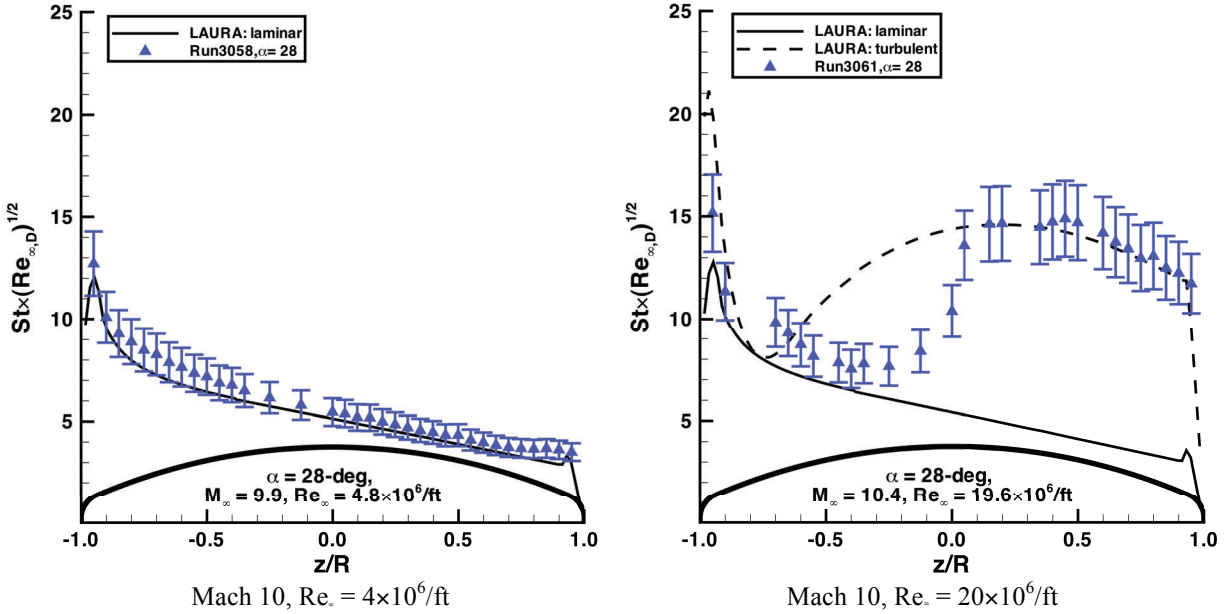 LAURA: laminar
Run3058,α= 28
25
20
15
10
5
St×(Re∞,D)1/2
α = 28-deg,
M∞ = 9.9, Re∞ = 4.8×106/ft
-1.0 -0.5 0.0 0.5 1.0
z/R
Mach 10, Re∞ = 4×106/ft
LAURA: laminar
LAURA: turbulent
Run3061,α= 28
25
20
15
10
5
St×(Re∞,D)1/2
α = 28-deg,
M∞ = 10.4, Re∞ = 19.6×106/ft
-1.0 -0.5 0.0 0.5 1.0
z/R
Mach 10, Re∞ = 20×106/ft